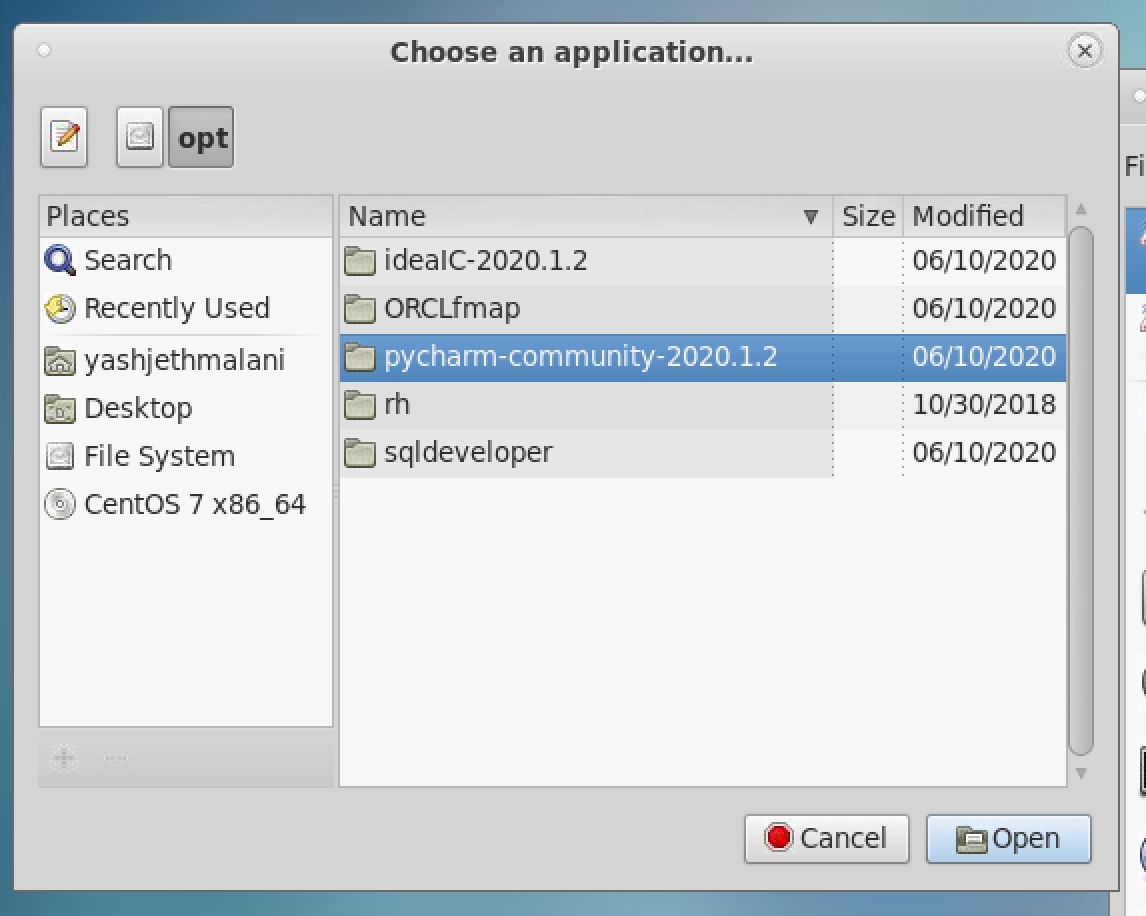 Choose an application...
opt
Places
Search
Recently Used
yashjethmalani
Desktop
File System
CentOS 7 x86_64
Name Size Modified
ideaIC-2020.1.2 06/10/2020
ORCLfmap 06/10/2020
pycharm-community-2020.1.2 06/10/2020
rh 10/30/2018
sqldeveloper 06/10/2020
Cancel Open
Fi